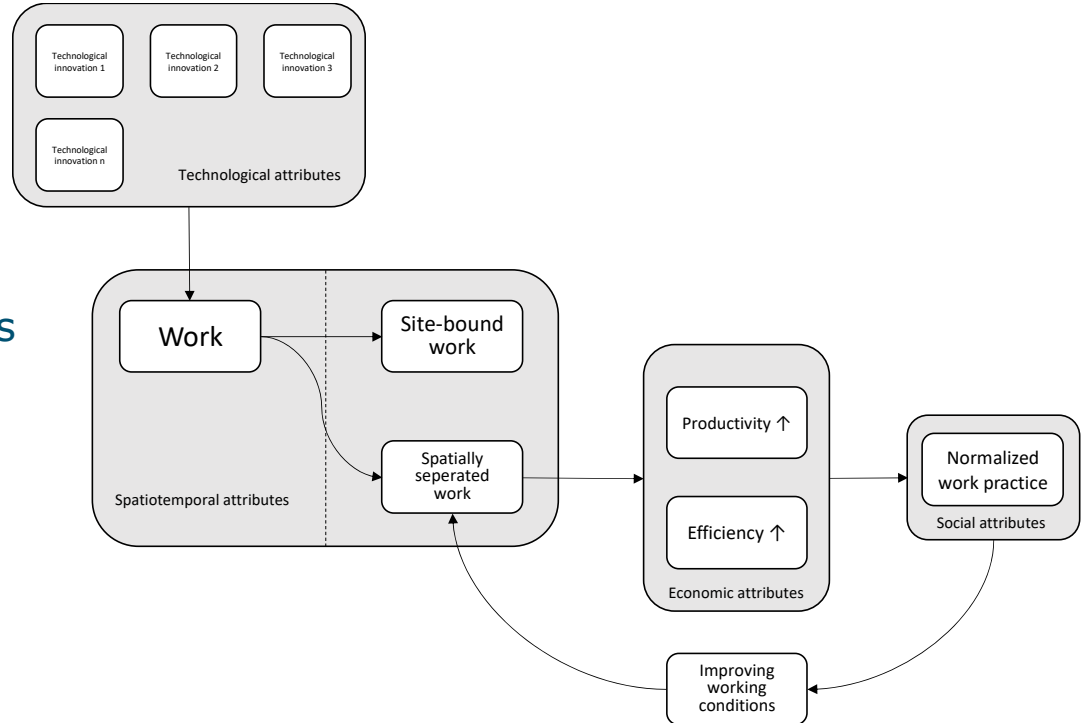 Technological
innovation 1
Technological
innovation 2
Technological
innovation 3
Technological
innovation n
Technological attributes
s
Work
Site-bound
work
Spatially
seperated
work
Spatiotemporal attributes
Productivity ↑
Efficiency ↑
Economic attributes
Normalized
work practice
Social attributes
Improving
working
conditions